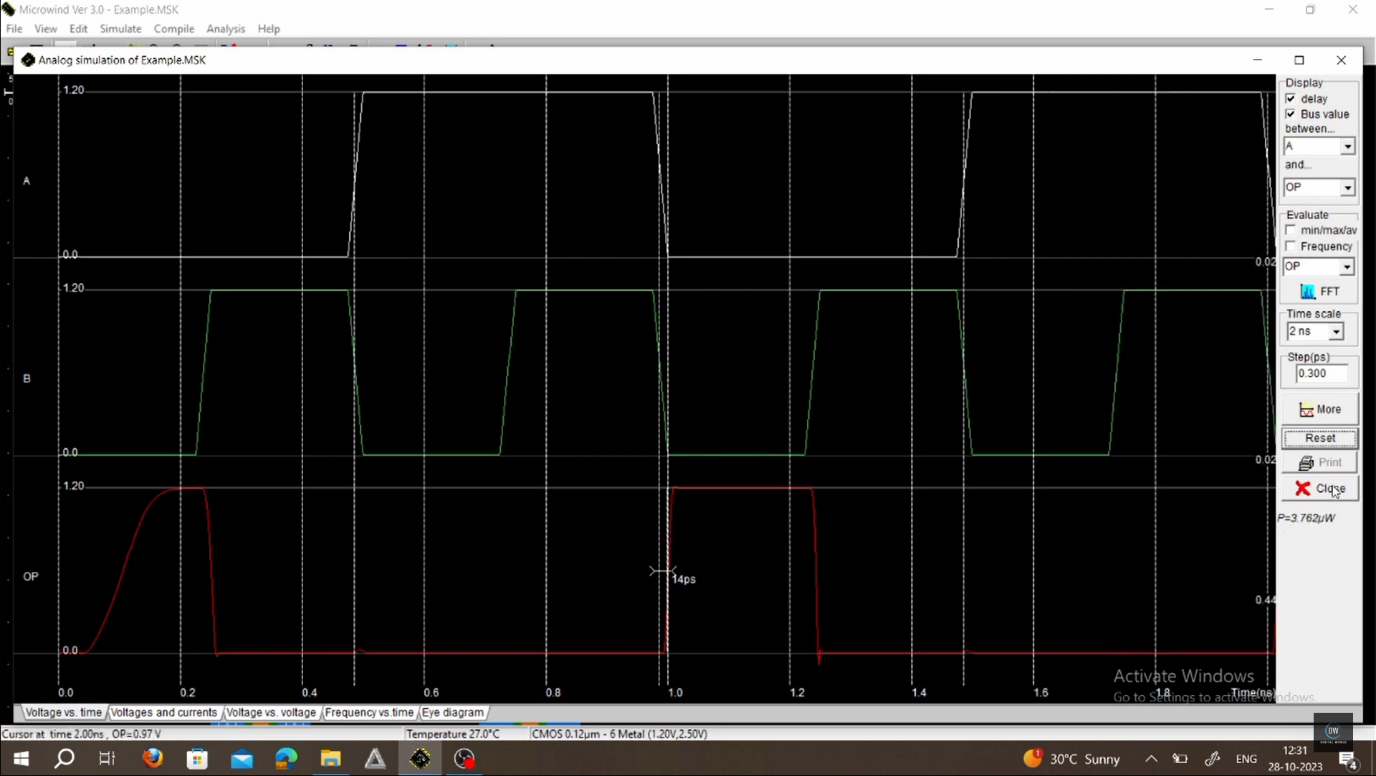 Microwind Ver 3.0 - Example.MSK
File View Edit Simulate Compile Analysis Help
Analog simulation of Example.MSK
1.20
A
0.0
0.02
1.20
B
0.0
0.02
1.20
OP
14ps
0.44
0.0
0.0 0.2 0.4 0.6 0.8 1.0 1.2 1.4 1.6 1.8 Time(ns)
Display
delay
Bus value
between...
A
and...
OP
Evaluate
min/max/av
Frequency
OP
FFT
Time scale
2 ns
Step(ps)
0.300
More
Reset
Print
Close
P=3.762µW
Activate Windows
Go to Settings to activate Windows.
Voltage vs. time Voltages and currents Voltage vs. voltage Frequency vs.time Eye diagram
Cursor at time 2.00ns , OP=0.97 V Temperature 27.0°C CMOS 0.12µm - 6 Metal (1.20V,2.50V)
DW
1 30°C Sunny ENG 12:31
28-10-2023 4